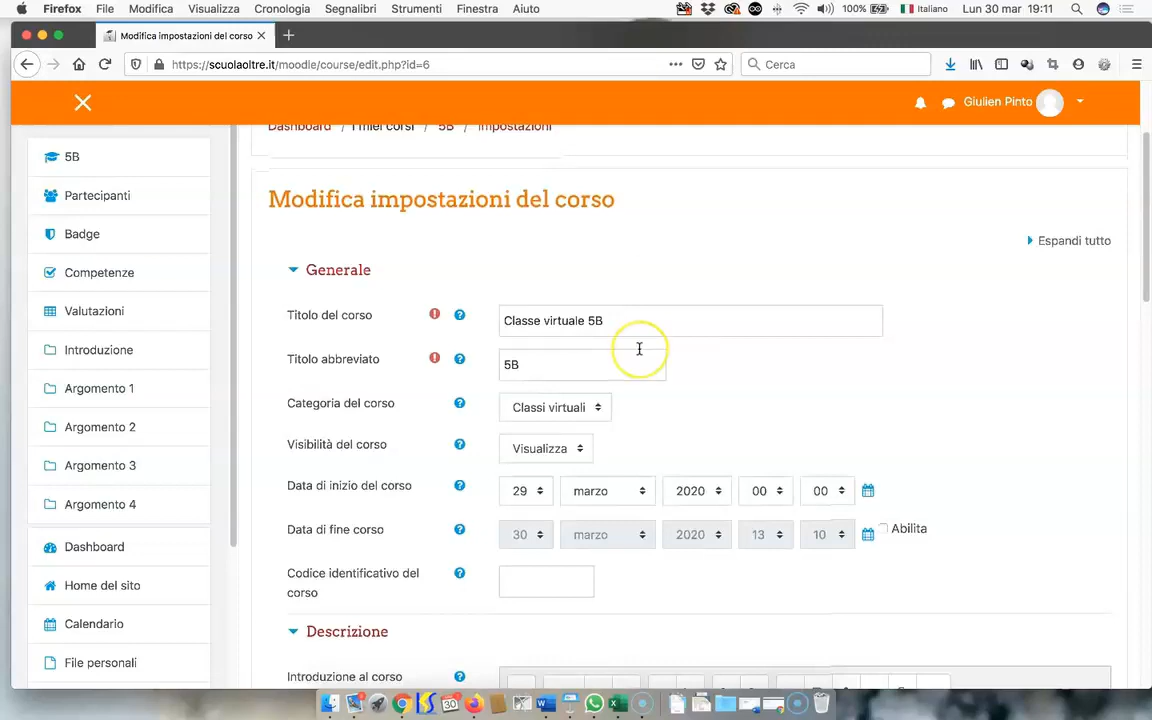 Firefox File Modifica Visualizza Cronologia Segnalibri Strumenti Finestra Aiuto 100% Italiano Lun 30 mar 19:11
Modifica impostazioni del corso
https://scuolaoltre.it/moodle/course/edit.php?id=6
Cerca
Giulien Pinto
Dashboard / I miei corsi / 5B / Impostazioni
5B
Partecipanti
Badge
Competenze
Valutazioni
Introduzione
Argomento 1
Argomento 2
Argomento 3
Argomento 4
Dashboard
Home del sito
Calendario
File personali
Modifica impostazioni del corso
Espandi tutto
Generale
Titolo del corso Classe virtuale 5B
Titolo abbreviato 5B
Categoria del corso Classi virtuali
Visibilità del corso Visualizza
Data di inizio del corso 29 marzo 2020 00 00
Data di fine corso 30 marzo 2020 13 10 Abilita
Codice identificativo del
corso
Descrizione
Introduzione al corso